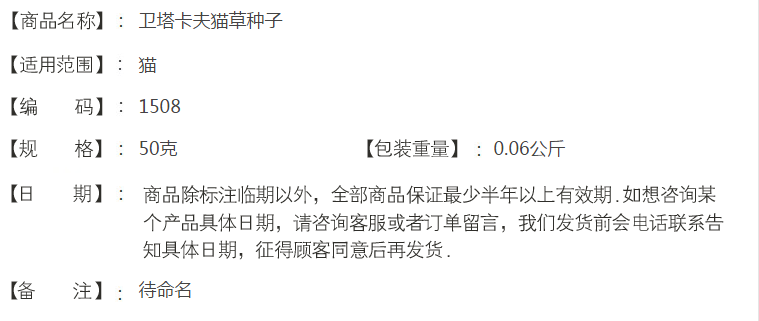 【商品名称】： 卫塔卡夫猫草种子
【适用范围】： 猫
【编　　码】： 1508
【规　　格】： 50克 【包装重量】： 0.06公斤
【日　　期】： 商品除标注临期以外，全部商品保证最少半年以上有效期.如想咨询某
个产品具体日期，请咨询客服或者订单留言，我们发货前会电话联系告
知具体日期，征得顾客同意后再发货.
【备　　注】： 待命名